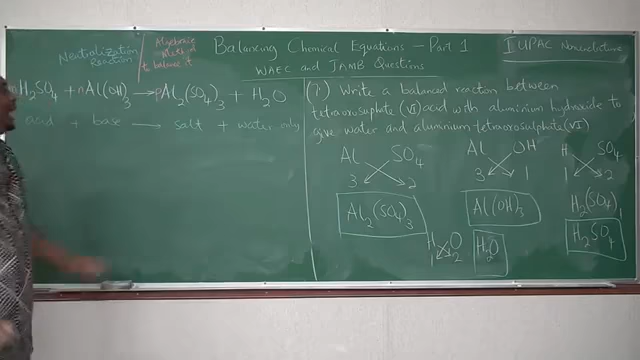 Neutralization Reaction
Algebraic Method to balance it
Balancing Chemical Equations - Part 1
WAEC and JAMB Questions
IUPAC Nomenclature
H₂SO₄ + nAl(OH)₃ → pAl₂(SO₄)₃ + H₂O
acid + base → salt + water only
Write a balanced reaction between
tetraoxosulphate (VI) acid with aluminium hydroxide to
give water and aluminium tetraoxosulphate (VI)
Al SO₄
3 2
Al₂(SO₄)₃
Al OH
3 1
Al(OH)₃
H SO₄
1 2
H₂(SO₄)₁
H₂SO₄
H O
1 2
H₂O